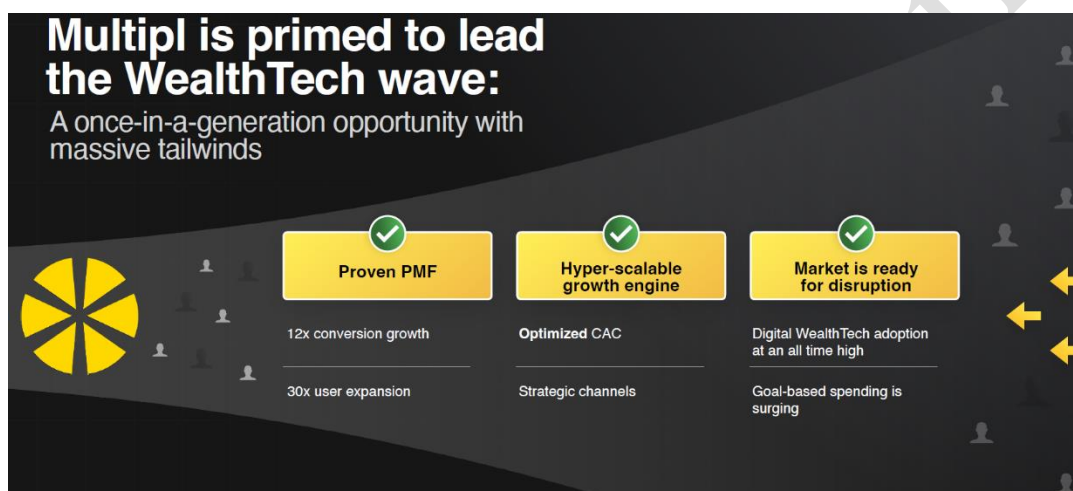 Multipl is primed to lead
the WealthTech wave:
A once-in-a-generation opportunity with
massive tailwinds
Proven PMF
12x conversion growth
30x user expansion
Hyper-scalable
growth engine
Optimized CAC
Strategic channels
Market is ready
for disruption
Digital WealthTech adoption
at an all time high
Goal-based spending is
surging